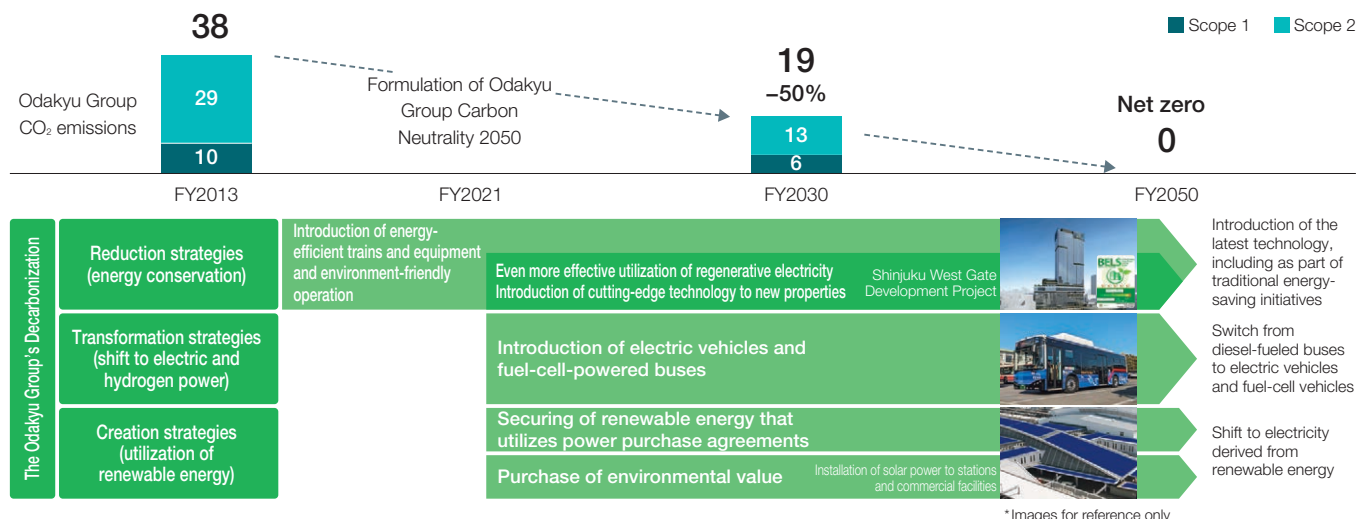 Scope 1
Scope 2
38
29
10
Odakyu Group
CO₂ emissions
Formulation of Odakyu
Group Carbon
Neutrality 2050
19
–50%
13
6
Net zero
0
FY2013
FY2021
FY2030
FY2050
The Odakyu Group's Decarbonization
Reduction strategies
(energy conservation)
Introduction of energy-
efficient trains and equipment
and environment-friendly
operation
Even more effective utilization of regenerative electricity
Introduction of cutting-edge technology to new properties
Shinjuku West Gate
Development Project
BELS
Introduction of the
latest technology,
including as part of
traditional energy-
saving initiatives
Transformation strategies
(shift to electric and
hydrogen power)
Introduction of electric vehicles and
fuel-cell-powered buses
Switch from
diesel-fueled buses
to electric vehicles
and fuel-cell vehicles
Creation strategies
(utilization of
renewable energy)
Securing of renewable energy that
utilizes power purchase agreements
Purchase of environmental value
Installation of solar power to stations
and commercial facilities
Shift to electricity
derived from
renewable energy
*Images for reference only